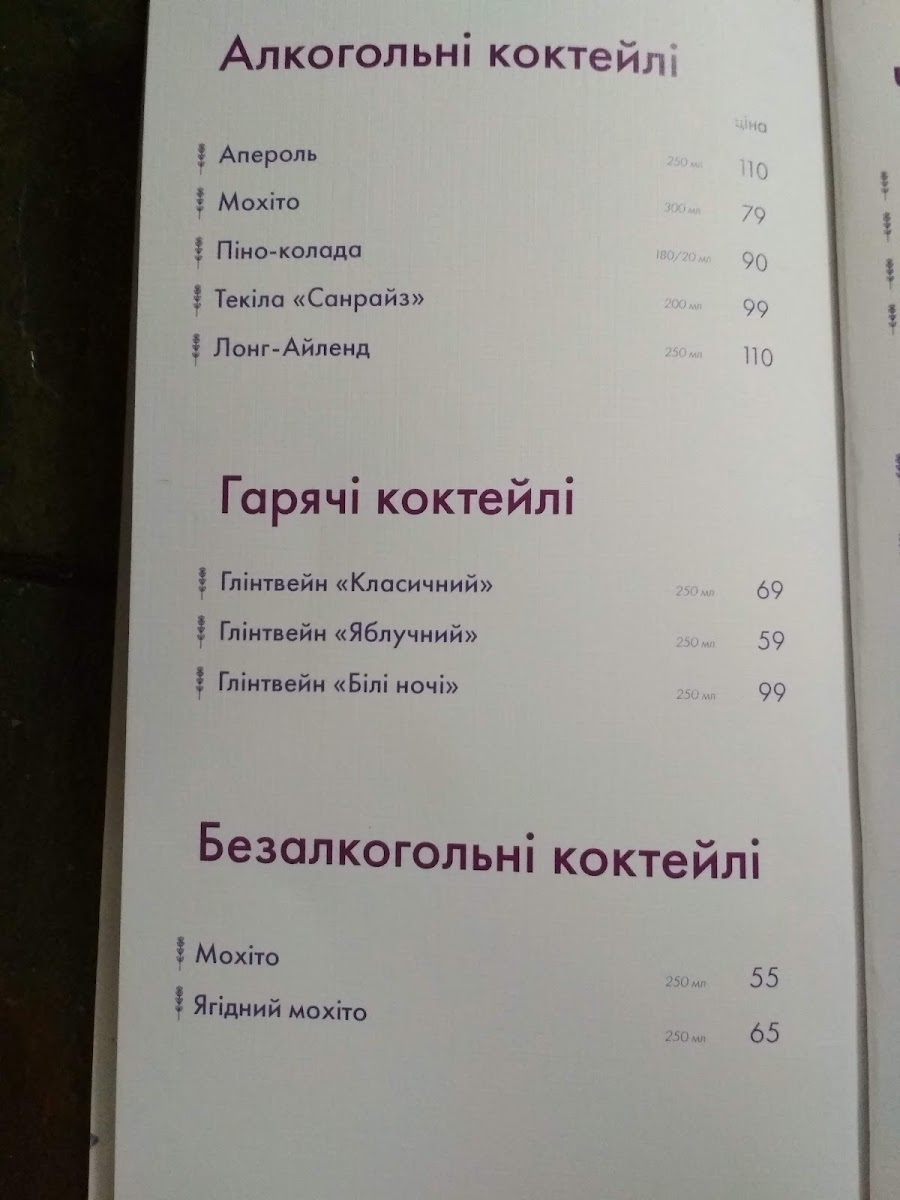 Алкогольні коктейлі
ціна
Апероль 250 мл 110
Мохіто 300 мл 79
Піно-колада 180/20 мл 90
Текіла «Санрайз» 200 мл 99
Лонг-Айленд 250 мл 110
Гарячі коктейлі
Глінтвейн «Класичний» 250 мл 69
Глінтвейн «Яблучний» 250 мл 59
Глінтвейн «Білі ночі» 250 мл 99
Безалкогольні коктейлі
Мохіто 250 мл 55
Ягідний мохіто 250 мл 65